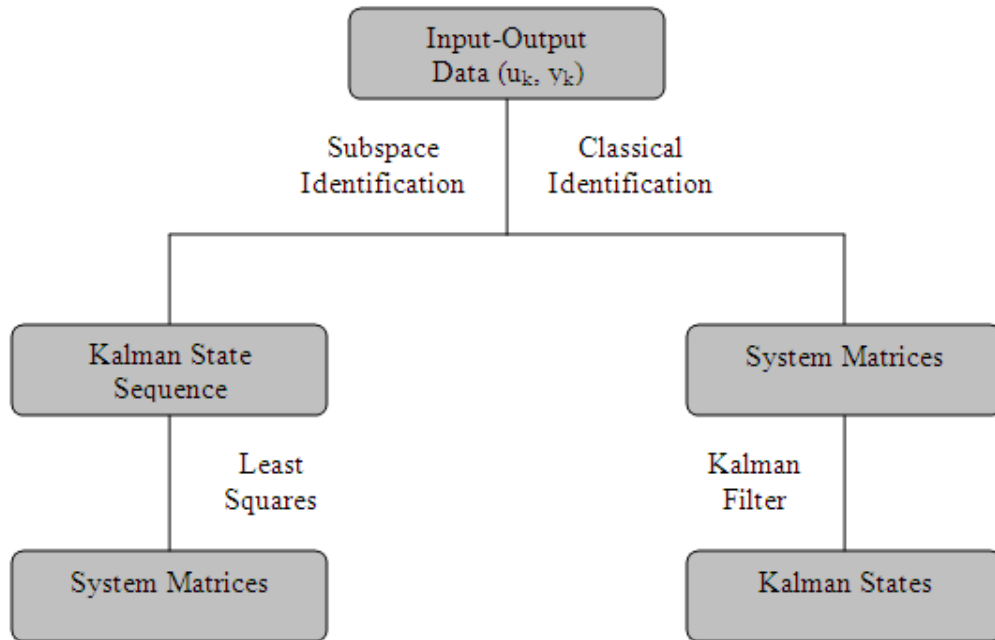 Input-Output
Data (uk, yk)
Subspace
Identification
Classical
Identification
Kalman State
Sequence
System Matrices
Least
Squares
Kalman
Filter
System Matrices
Kalman States